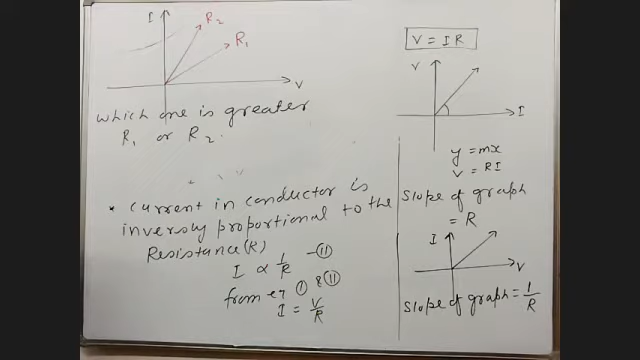 I
R2
R1
V
which one is greater
R1 or R2.
* Current in conductor is
inversly proportional to the
Resistance(R)
I ∝ 1/R —(II)
from eq (I) & (II)
I = V/R
V = IR
V
I
y = mx
V = RI
Slope of graph
= R
I
V
Slope of graph = 1/R